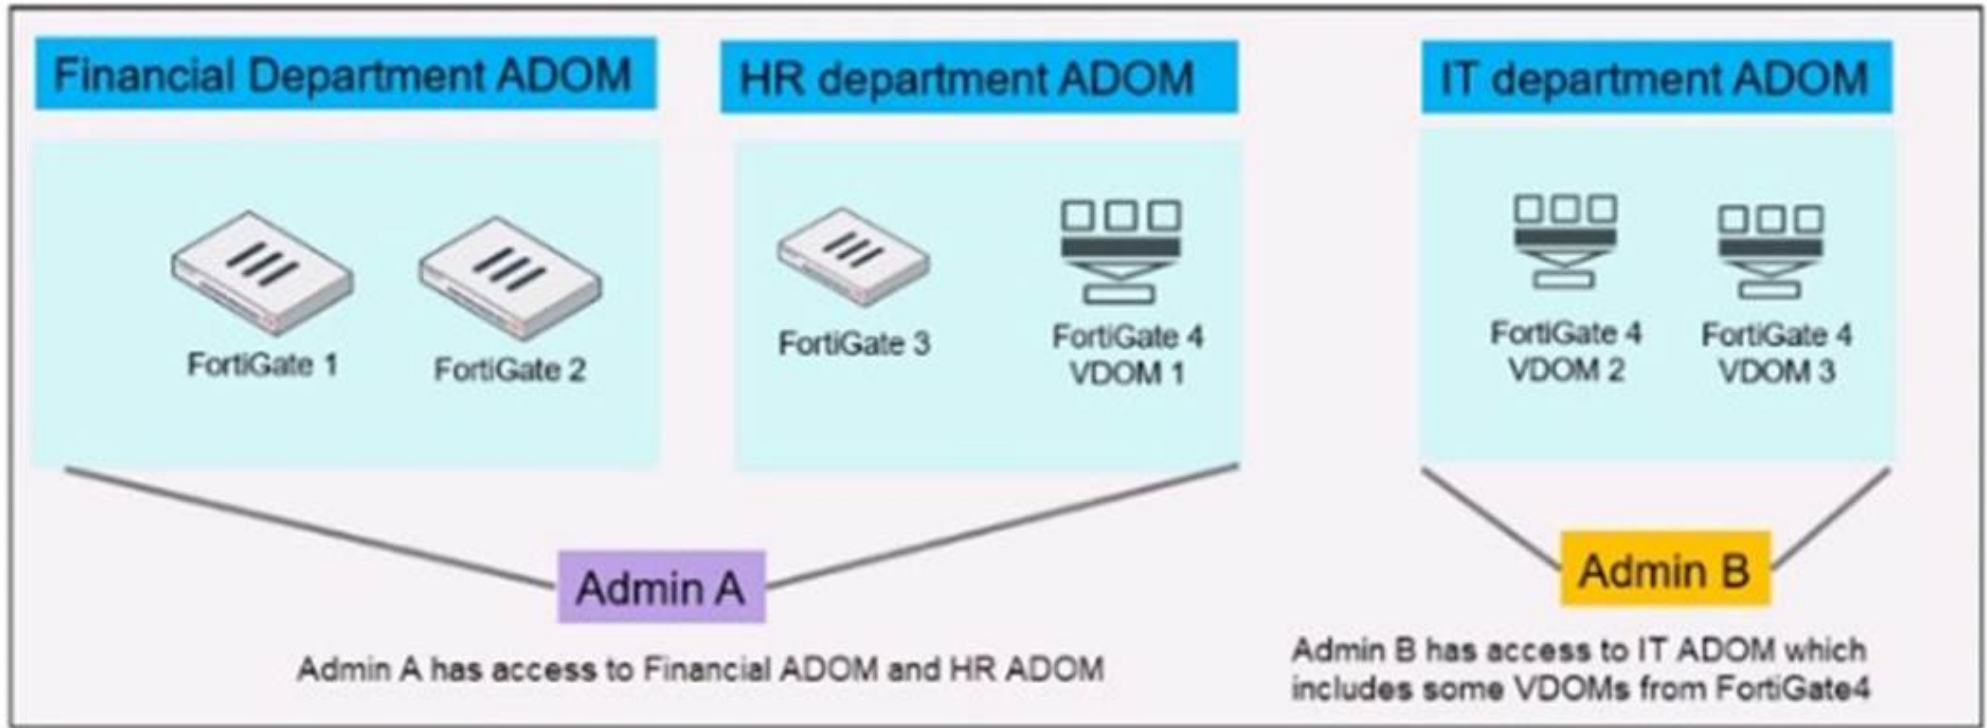 Financial Department ADOM
HR department ADOM
IT department ADOM
FortiGate 1
FortiGate 2
FortiGate 3
FortiGate 4
VDOM 1
FortiGate 4
VDOM 2
FortiGate 4
VDOM 3
Admin A
Admin A has access to Financial ADOM and HR ADOM
Admin B
Admin B has access to IT ADOM which
includes some VDOMs from FortiGate4